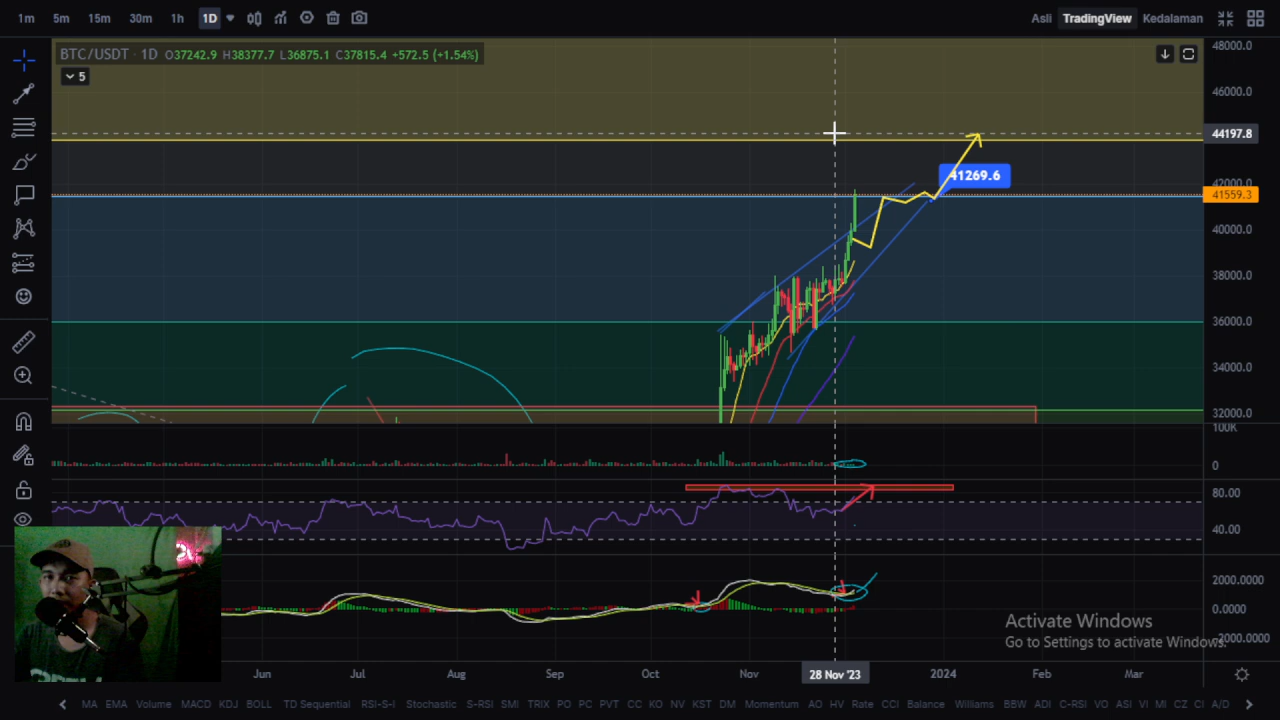 1m 5m 15m 30m 1h 1D Asli TradingView Kedalaman
BTC/USDT · 1D O37242.9 H38377.7 L36875.1 C37815.4 +572.5 (+1.54%)
5
48000.0
46000.0
44197.8
42000.0
41559.3
41269.6
40000.0
38000.0
36000.0
34000.0
32000.0
100K
0
80.00
40.00
2000.0000
0.0000
-2000.0000
Activate Windows
Go to Settings to activate Windows.
Jun Jul Aug Sep Oct Nov 28 Nov '23 2024 Feb Mar
MA EMA Volume MACD KDJ BOLL TD Sequential RSI-S-I Stochastic S-RSI SMI TRIX PO PC PVT CC KO NV KST DM Momentum AO HV Rate CCI Balance Williams BBW ADI C-RSI VO ASI VI MI CZ CI A/D